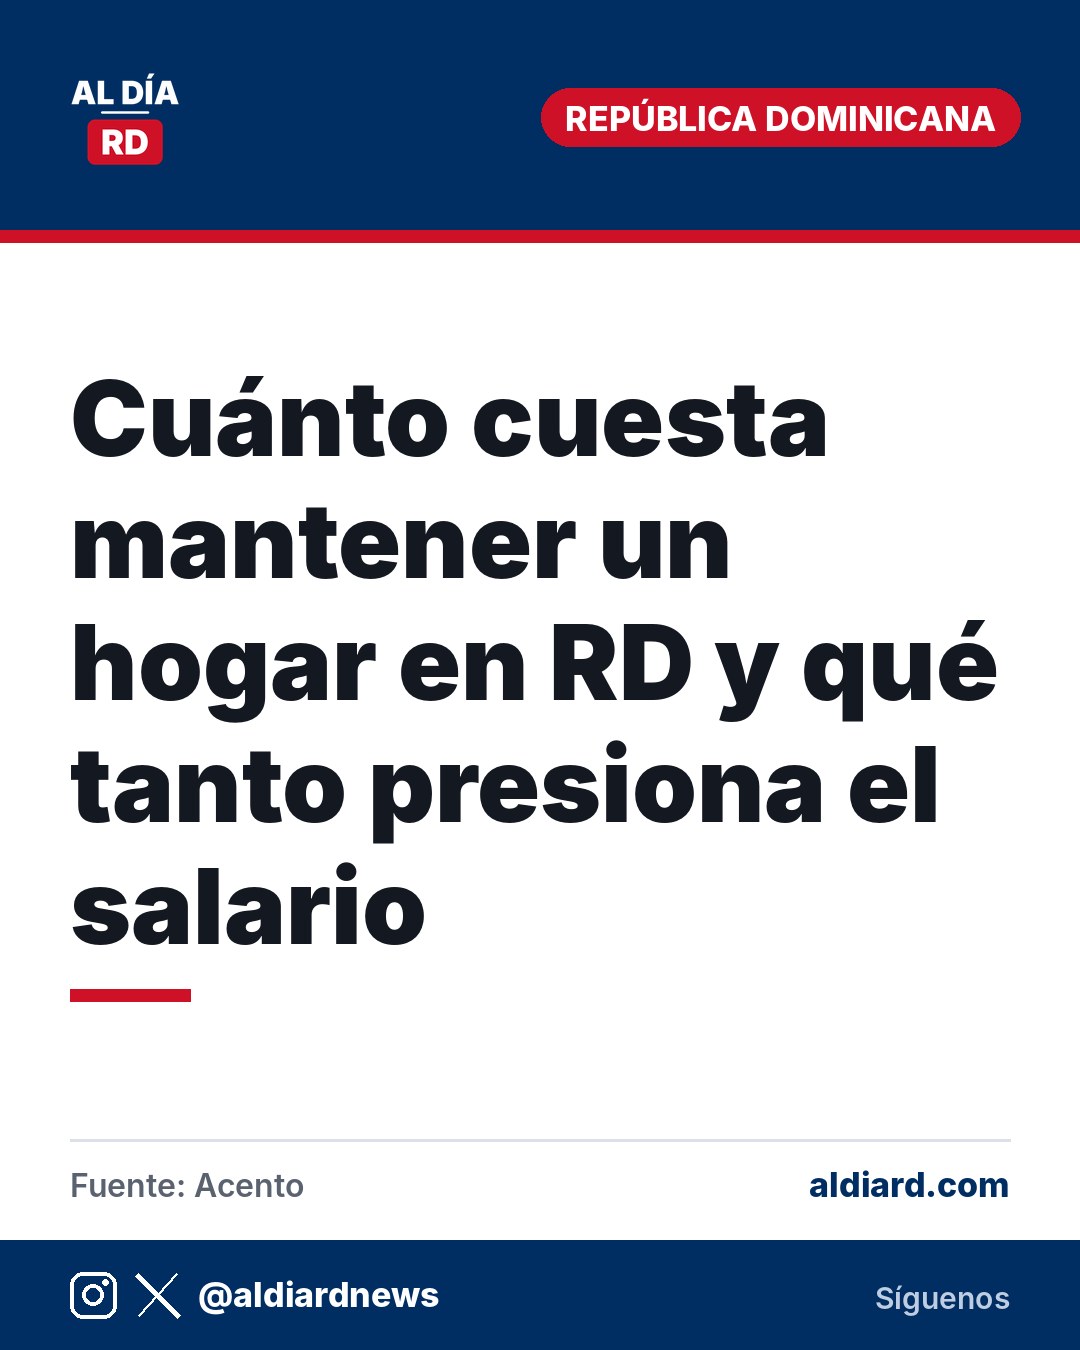 AL DÍA
RD
REPÚBLICA DOMINICANA
Cuánto cuesta
mantener un
hogar en RD y qué
tanto presiona el
salario
Fuente: Acento
aldiard.com
@aldiardnews
Síguenos